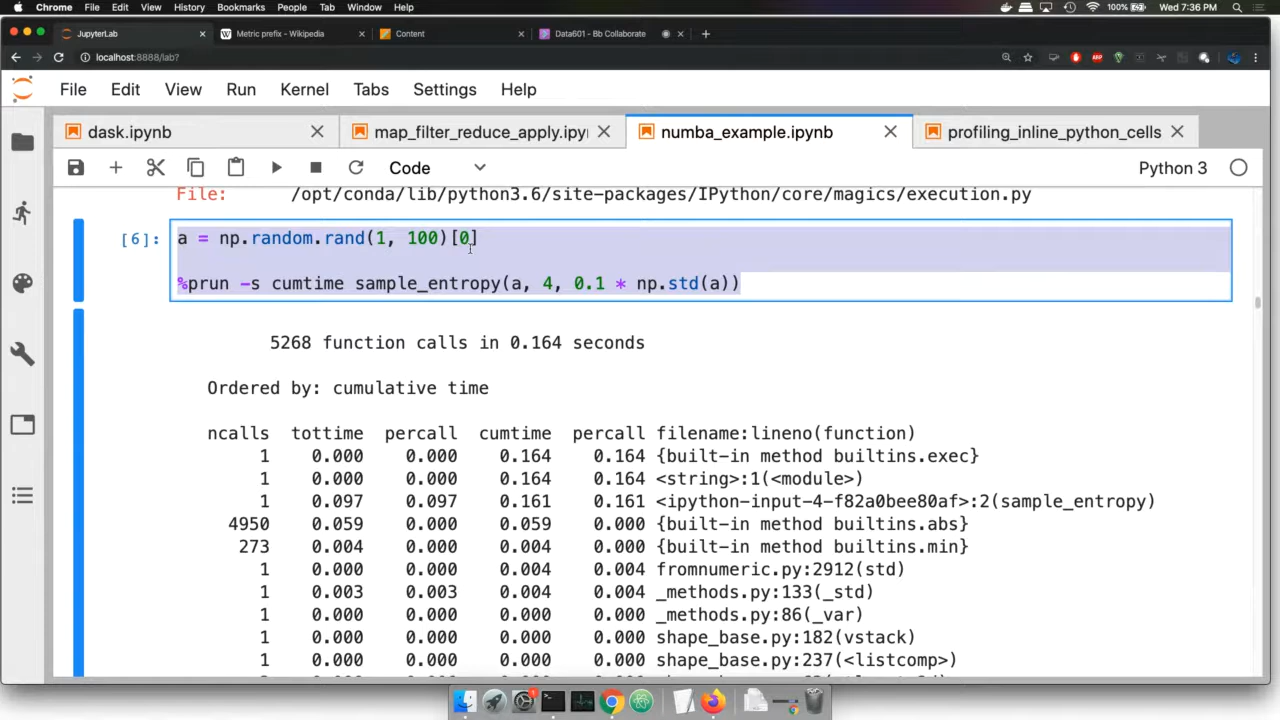 Chrome File Edit View History Bookmarks People Tab Window Help 100% Wed 7:36 PM
JupyterLab Metric prefix - Wikipedia Content Data601 - Bb Collaborate
localhost:8888/lab?
File Edit View Run Kernel Tabs Settings Help
dask.ipynb map_filter_reduce_apply.ipy numba_example.ipynb profiling_inline_python_cells
Code Python 3
File: /opt/conda/lib/python3.6/site-packages/IPython/core/magics/execution.py
[6]: a = np.random.rand(1, 100)[0]
%prun -s cumtime sample_entropy(a, 4, 0.1 * np.std(a))
5268 function calls in 0.164 seconds
Ordered by: cumulative time
ncalls tottime percall cumtime percall filename:lineno(function)
1 0.000 0.000 0.164 0.164 {built-in method builtins.exec}
1 0.000 0.000 0.164 0.164 <string>:1(<module>)
1 0.097 0.097 0.161 0.161 <ipython-input-4-f82a0bee80af>:2(sample_entropy)
4950 0.059 0.000 0.059 0.000 {built-in method builtins.abs}
273 0.004 0.000 0.004 0.000 {built-in method builtins.min}
1 0.000 0.000 0.004 0.004 fromnumeric.py:2912(std)
1 0.003 0.003 0.004 0.004 _methods.py:133(_std)
1 0.000 0.000 0.000 0.000 _methods.py:86(_var)
1 0.000 0.000 0.000 0.000 shape_base.py:182(vstack)
1 0.000 0.000 0.000 0.000 shape_base.py:237(<listcomp>)